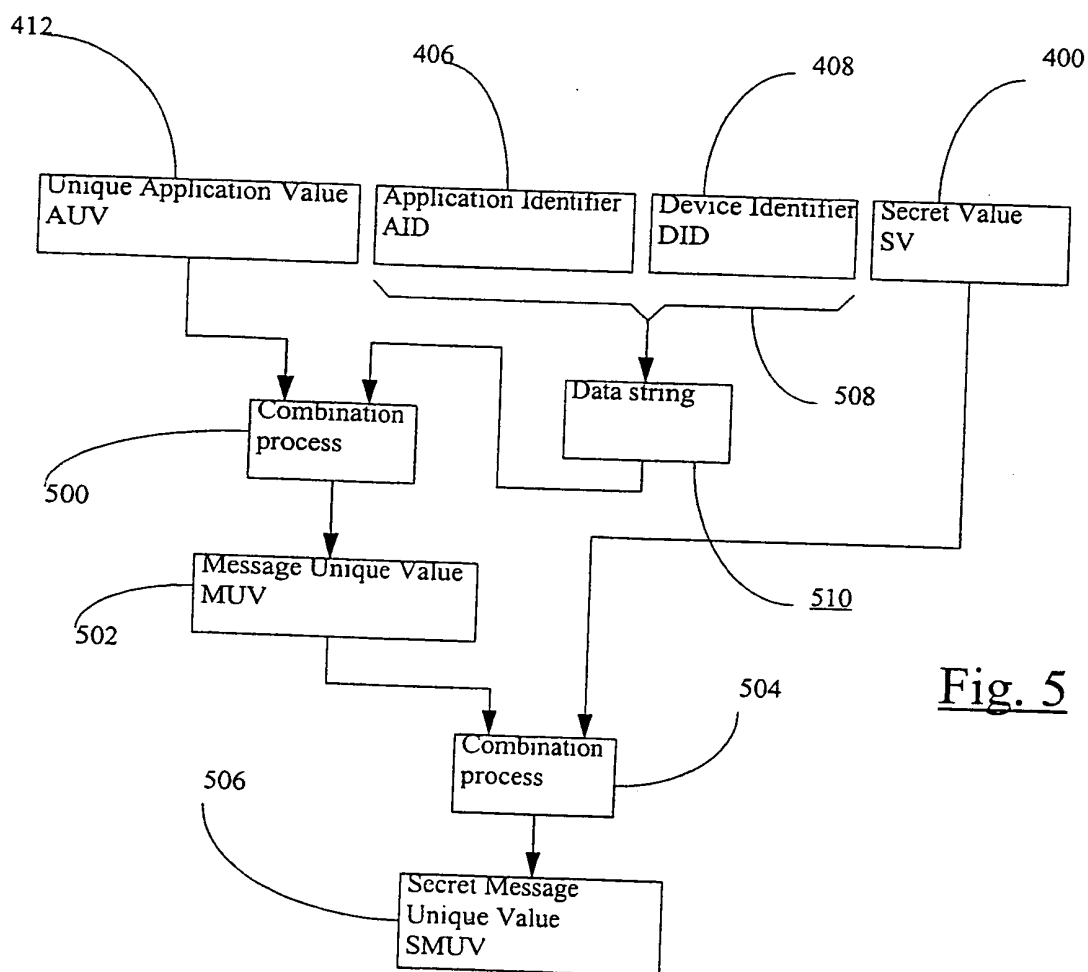 412
406
408
400
Unique Application Value
AUV
Application Identifier
AID
Device Identifier
DID
Secret Value
SV
508
Data string
Combination
process
500
Message Unique Value
MUV
510
502
504
Fig. 5
Combination
process
506
Secret Message
Unique Value
SMUV